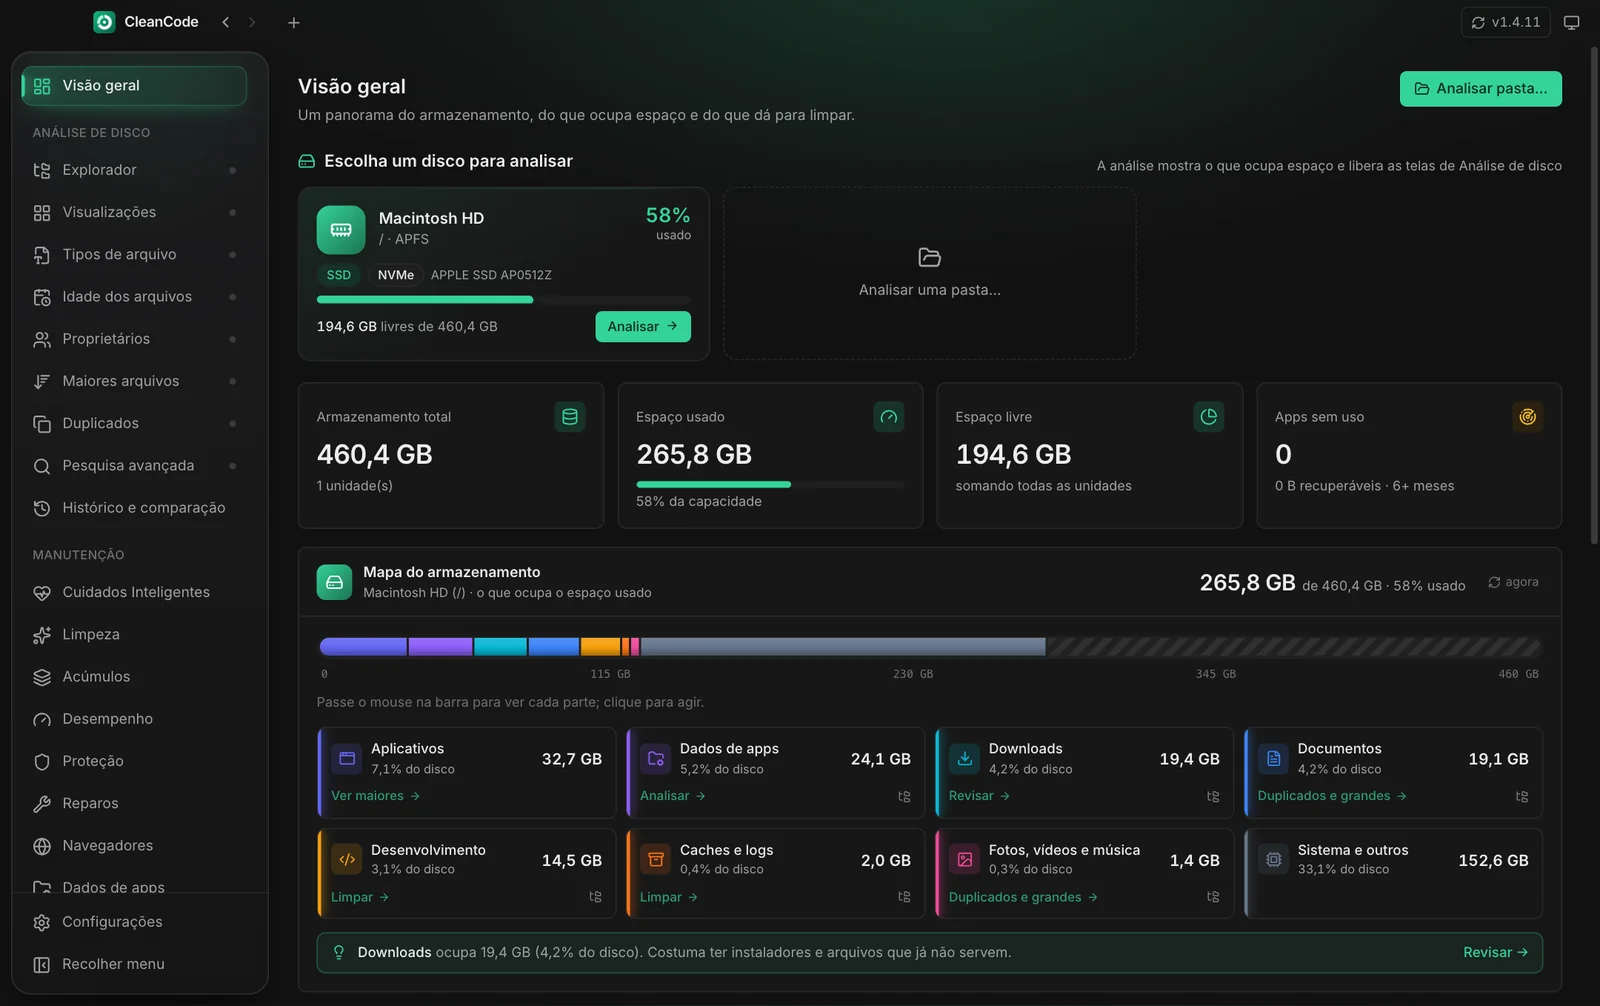 CleanCode
v1.4.11
Visão geral
ANÁLISE DE DISCO
Explorador
Visualizações
Tipos de arquivo
Idade dos arquivos
Proprietários
Maiores arquivos
Duplicados
Pesquisa avançada
Histórico e comparação
MANUTENÇÃO
Cuidados Inteligentes
Limpeza
Acúmulos
Desempenho
Proteção
Reparos
Navegadores
Dados de apps
Configurações
Recolher menu
Visão geral
Um panorama do armazenamento, do que ocupa espaço e do que dá para limpar.
Analisar pasta...
Escolha um disco para analisar
A análise mostra o que ocupa espaço e libera as telas de Análise de disco
Macintosh HD
/ · APFS
58%
usado
SSD NVMe APPLE SSD AP0512Z
194,6 GB livres de 460,4 GB
Analisar →
Analisar uma pasta...
Armazenamento total
460,4 GB
1 unidade(s)
Espaço usado
265,8 GB
58% da capacidade
Espaço livre
194,6 GB
somando todas as unidades
Apps sem uso
0
0 B recuperáveis · 6+ meses
Mapa do armazenamento
Macintosh HD (/) · o que ocupa o espaço usado
265,8 GB de 460,4 GB · 58% usado
agora
0 115 GB 230 GB 345 GB 460 GB
Passe o mouse na barra para ver cada parte; clique para agir.
Aplicativos
7,1% do disco
32,7 GB
Ver maiores →
Dados de apps
5,2% do disco
24,1 GB
Analisar →
Downloads
4,2% do disco
19,4 GB
Revisar →
Documentos
4,2% do disco
19,1 GB
Duplicados e grandes →
Desenvolvimento
3,1% do disco
14,5 GB
Limpar →
Caches e logs
0,4% do disco
2,0 GB
Limpar →
Fotos, vídeos e música
0,3% do disco
1,4 GB
Duplicados e grandes →
Sistema e outros
33,1% do disco
152,6 GB
Downloads ocupa 19,4 GB (4,2% do disco). Costuma ter instaladores e arquivos que já não servem.
Revisar →